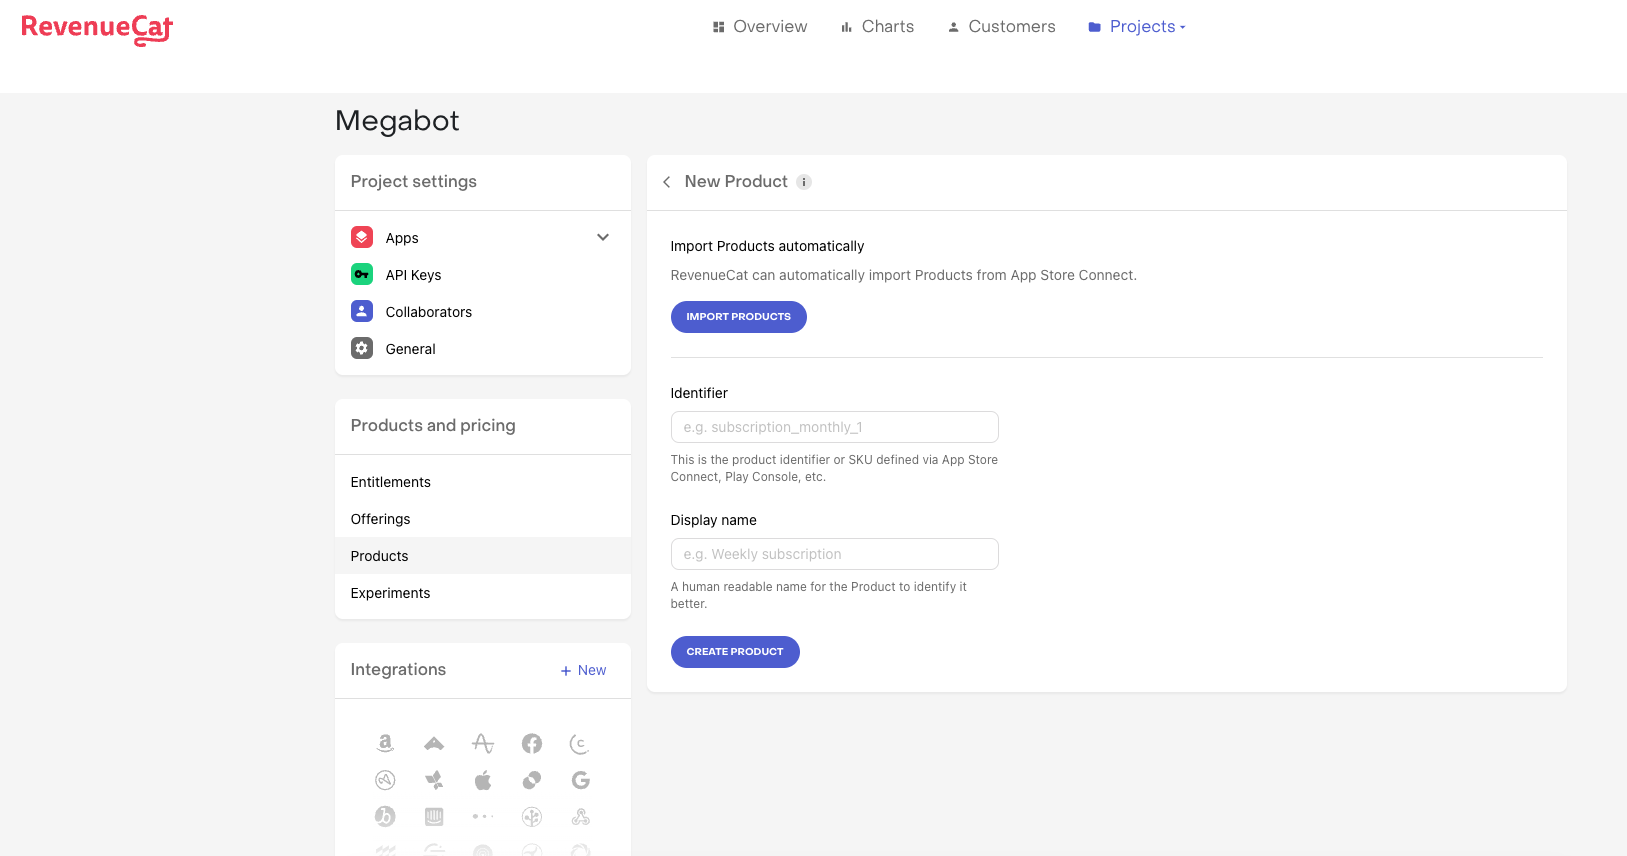 RevenueCat
Overview
Charts
Customers
Projects
Megabot
Project settings
Apps
API Keys
Collaborators
General
Products and pricing
Entitlements
Offerings
Products
Experiments
Integrations
+ New
New Product
Import Products automatically
RevenueCat can automatically import Products from App Store Connect.
IMPORT PRODUCTS
Identifier
e.g. subscription_monthly_1
This is the product identifier or SKU defined via App Store
Connect, Play Console, etc.
Display name
e.g. Weekly subscription
A human readable name for the Product to identify it
better.
CREATE PRODUCT